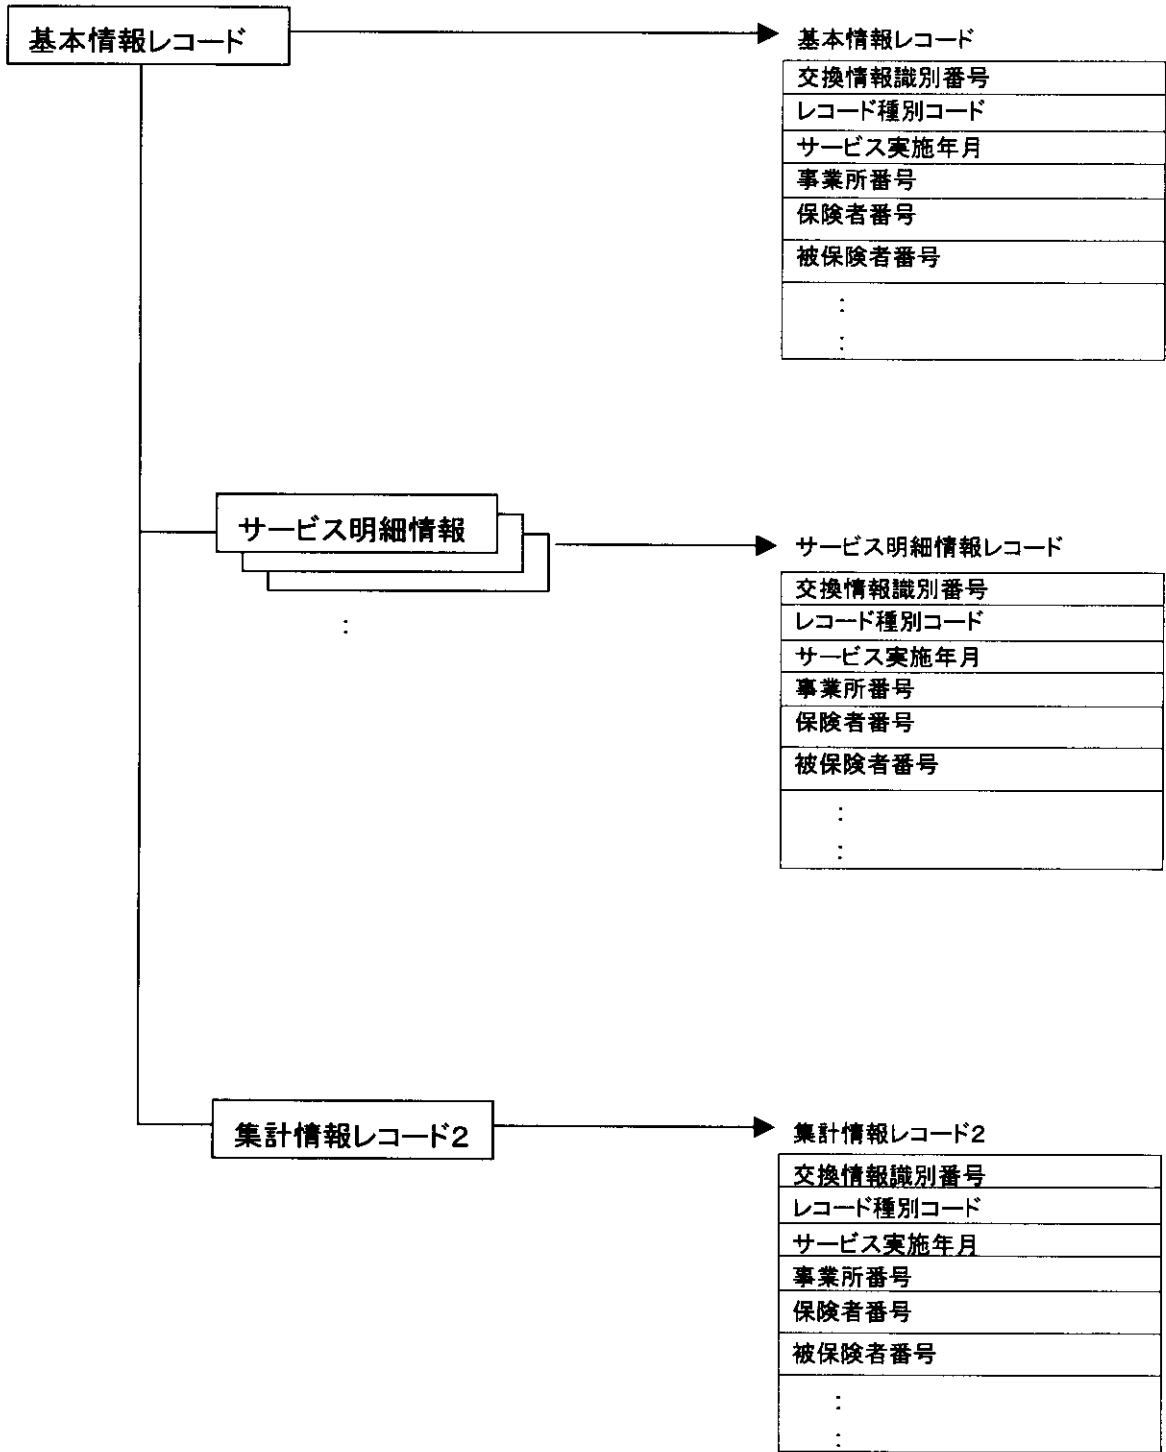 基本情報レコード
基本情報レコード
交換情報識別番号
レコード種別コード
サービス実施年月
事業所番号
保険者番号
被保険者番号
:
:
サービス明細情報
:
サービス明細情報レコード
交換情報識別番号
レコード種別コード
サービス実施年月
事業所番号
保険者番号
被保険者番号
:
:
集計情報レコード2
集計情報レコード2
交換情報識別番号
レコード種別コード
サービス実施年月
事業所番号
保険者番号
被保険者番号
:
: